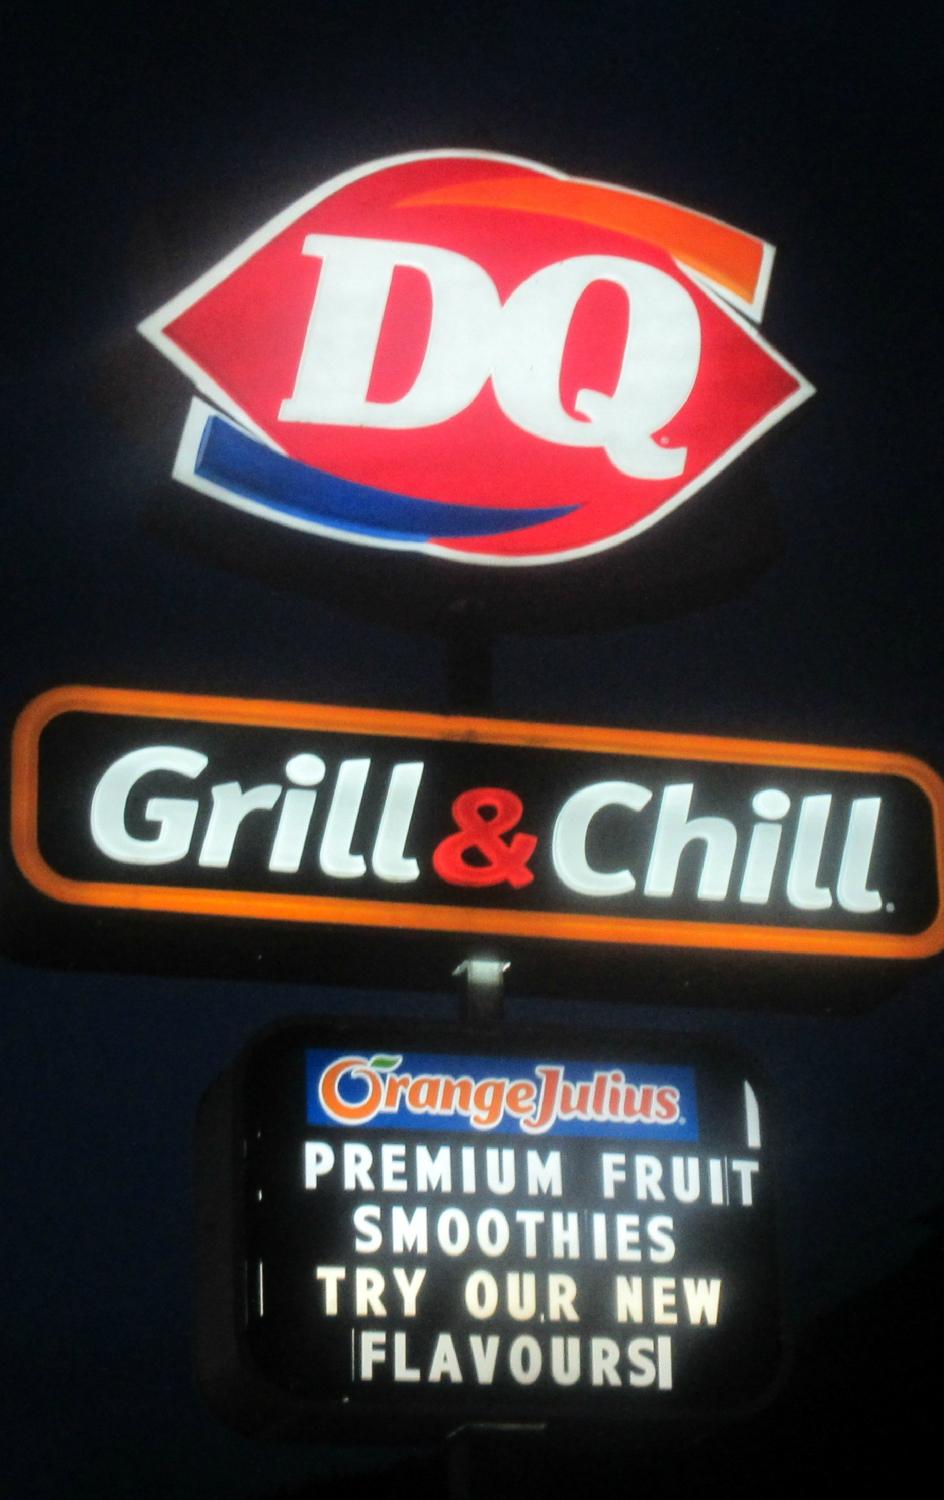 DQ
Grill & Chill
Orange Julius
PREMIUM FRUIT
SMOOTHIES
TRY OUR NEW
FLAVOURS